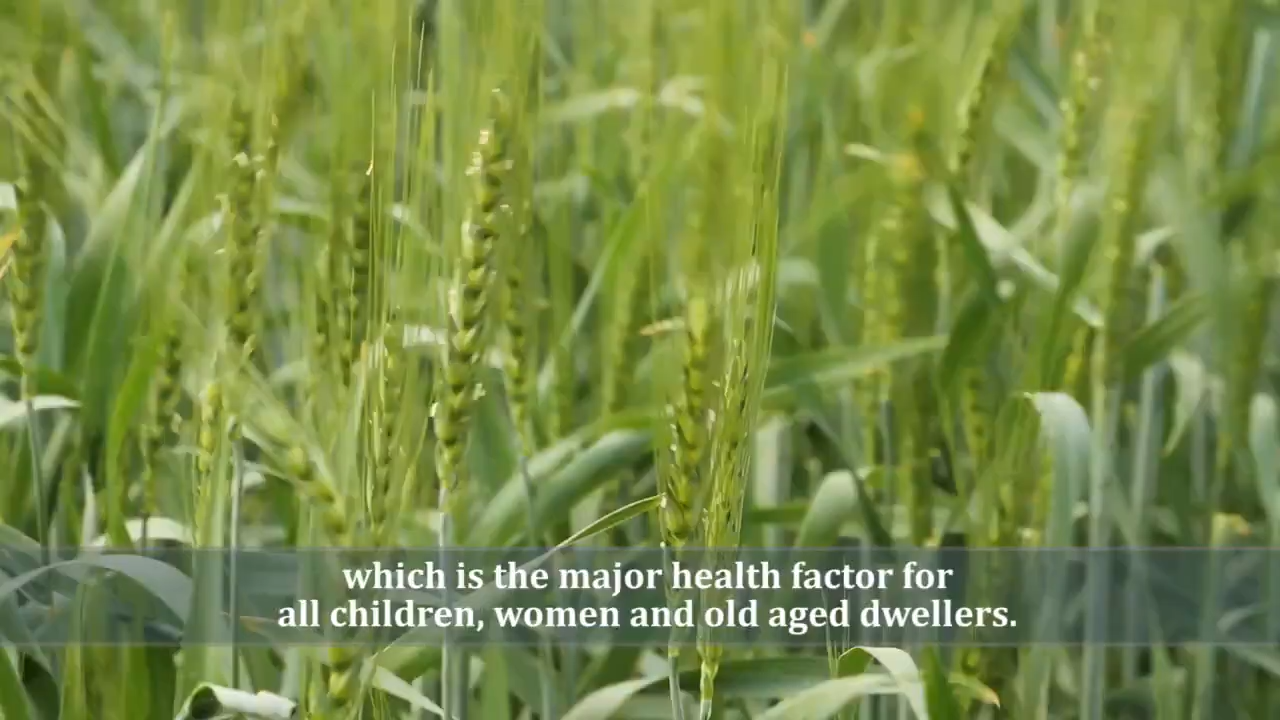 which is the major health factor for
all children, women and old aged dwellers.